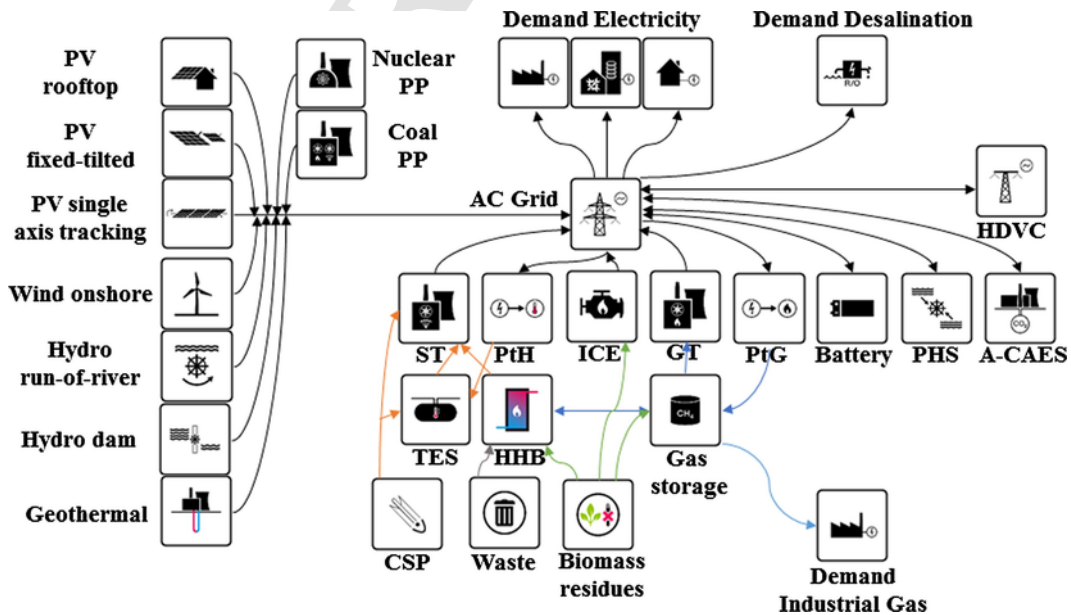 Demand Electricity
Demand Desalination
PV
rooftop
Nuclear
PP
R/O
PV
fixed-tilted
Coal
PP
PV single
axis tracking
AC Grid
HDVC
Wind onshore
CO₂
ST
PtH
ICE
GT
PtG
Battery
PHS
A-CAES
Hydro
run-of-river
CH₄
Hydro dam
TES
HHB
Gas
storage
Geothermal
CSP
Waste
Biomass
residues
Demand
Industrial Gas